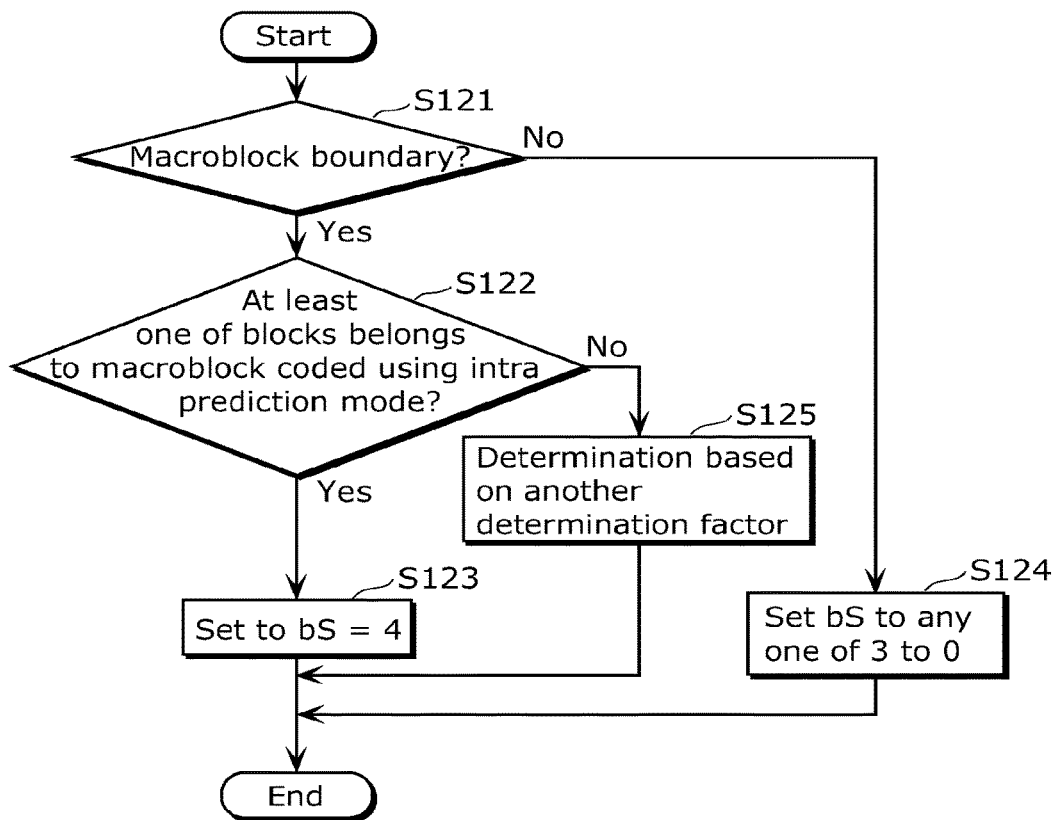 Start
S121
Macroblock boundary?
No
Yes
S122
At least
one of blocks belongs
to macroblock coded using intra
prediction mode?
No
Yes
S125
Determination based
on another
determination factor
S123
Set to bS = 4
S124
Set bS to any
one of 3 to 0
End